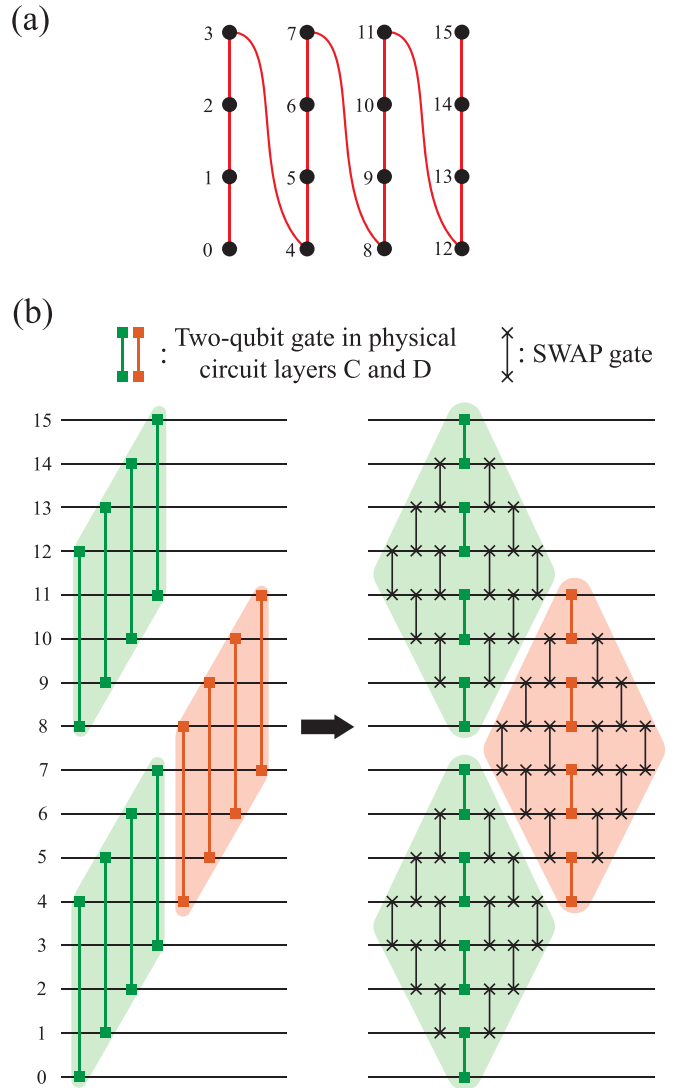 (a)
3 7 11 15
2 6 10 14
1 5 9 13
0 4 8 12
(b)
: Two-qubit gate in physical
circuit layers C and D
: SWAP gate
15
14
13
12
11
10
9
8
7
6
5
4
3
2
1
0